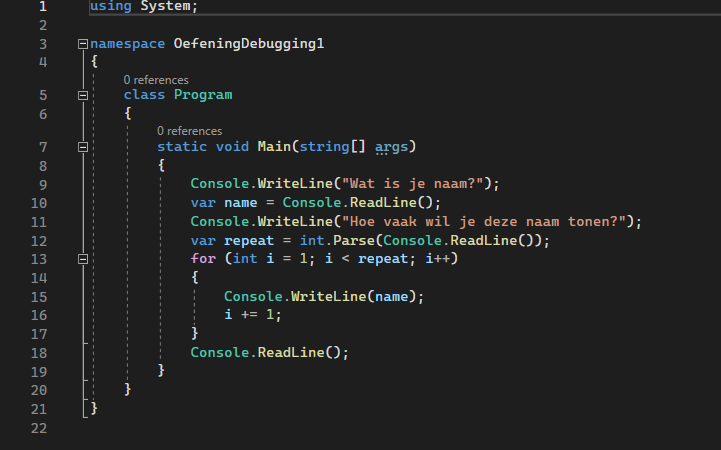 1 using System;
2
3 namespace OefeningDebugging1
4 {
0 references
5 class Program
6 {
0 references
7 static void Main(string[] args)
8 {
9 Console.WriteLine("Wat is je naam?");
10 var name = Console.ReadLine();
11 Console.WriteLine("Hoe vaak wil je deze naam tonen?");
12 var repeat = int.Parse(Console.ReadLine());
13 for (int i = 1; i < repeat; i++)
14 {
15 Console.WriteLine(name);
16 i += 1;
17 }
18 Console.ReadLine();
19 }
20 }
21 }
22